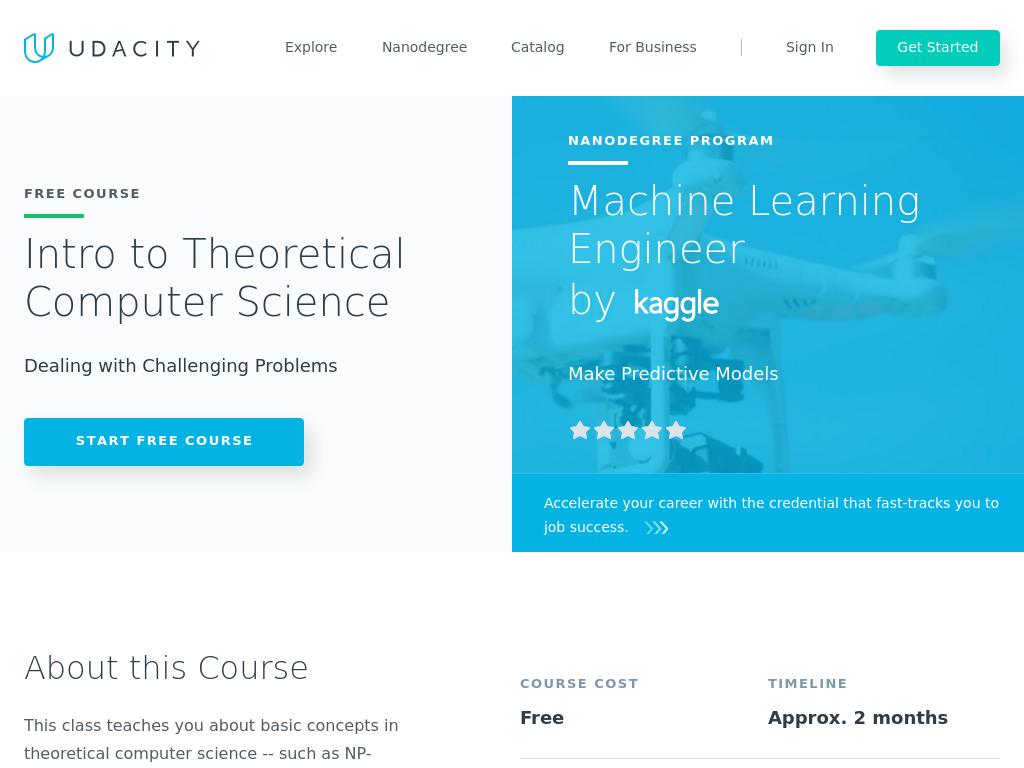 UDACITY
Explore
Nanodegree
Catalog
For Business
Sign In
Get Started
FREE COURSE
Intro to Theoretical
Computer Science
Dealing with Challenging Problems
START FREE COURSE
NANODEGREE PROGRAM
Machine Learning
Engineer
by kaggle
Make Predictive Models
Accelerate your career with the credential that fast-tracks you to
job success.
About this Course
This class teaches you about basic concepts in
theoretical computer science -- such as NP-
COURSE COST
Free
TIMELINE
Approx. 2 months